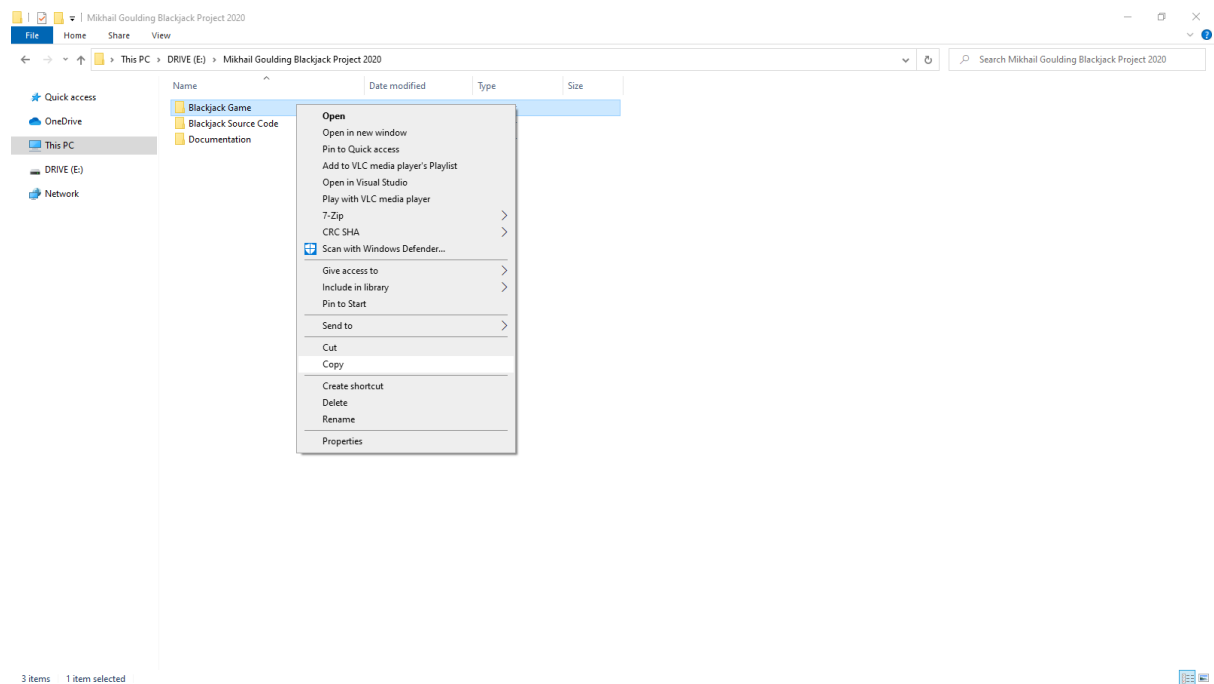 Mikhail Goulding Blackjack Project 2020
File Home Share View
This PC > DRIVE (E:) > Mikhail Goulding Blackjack Project 2020
Search Mikhail Goulding Blackjack Project 2020
Name Date modified Type Size
Quick access
OneDrive
This PC
DRIVE (E:)
Network
Blackjack Game
Blackjack Source Code
Documentation
Open
Open in new window
Pin to Quick access
Add to VLC media player's Playlist
Open in Visual Studio
Play with VLC media player
7-Zip
CRC SHA
Scan with Windows Defender...
Give access to
Include in library
Pin to Start
Send to
Cut
Copy
Create shortcut
Delete
Rename
Properties
3 items 1 item selected